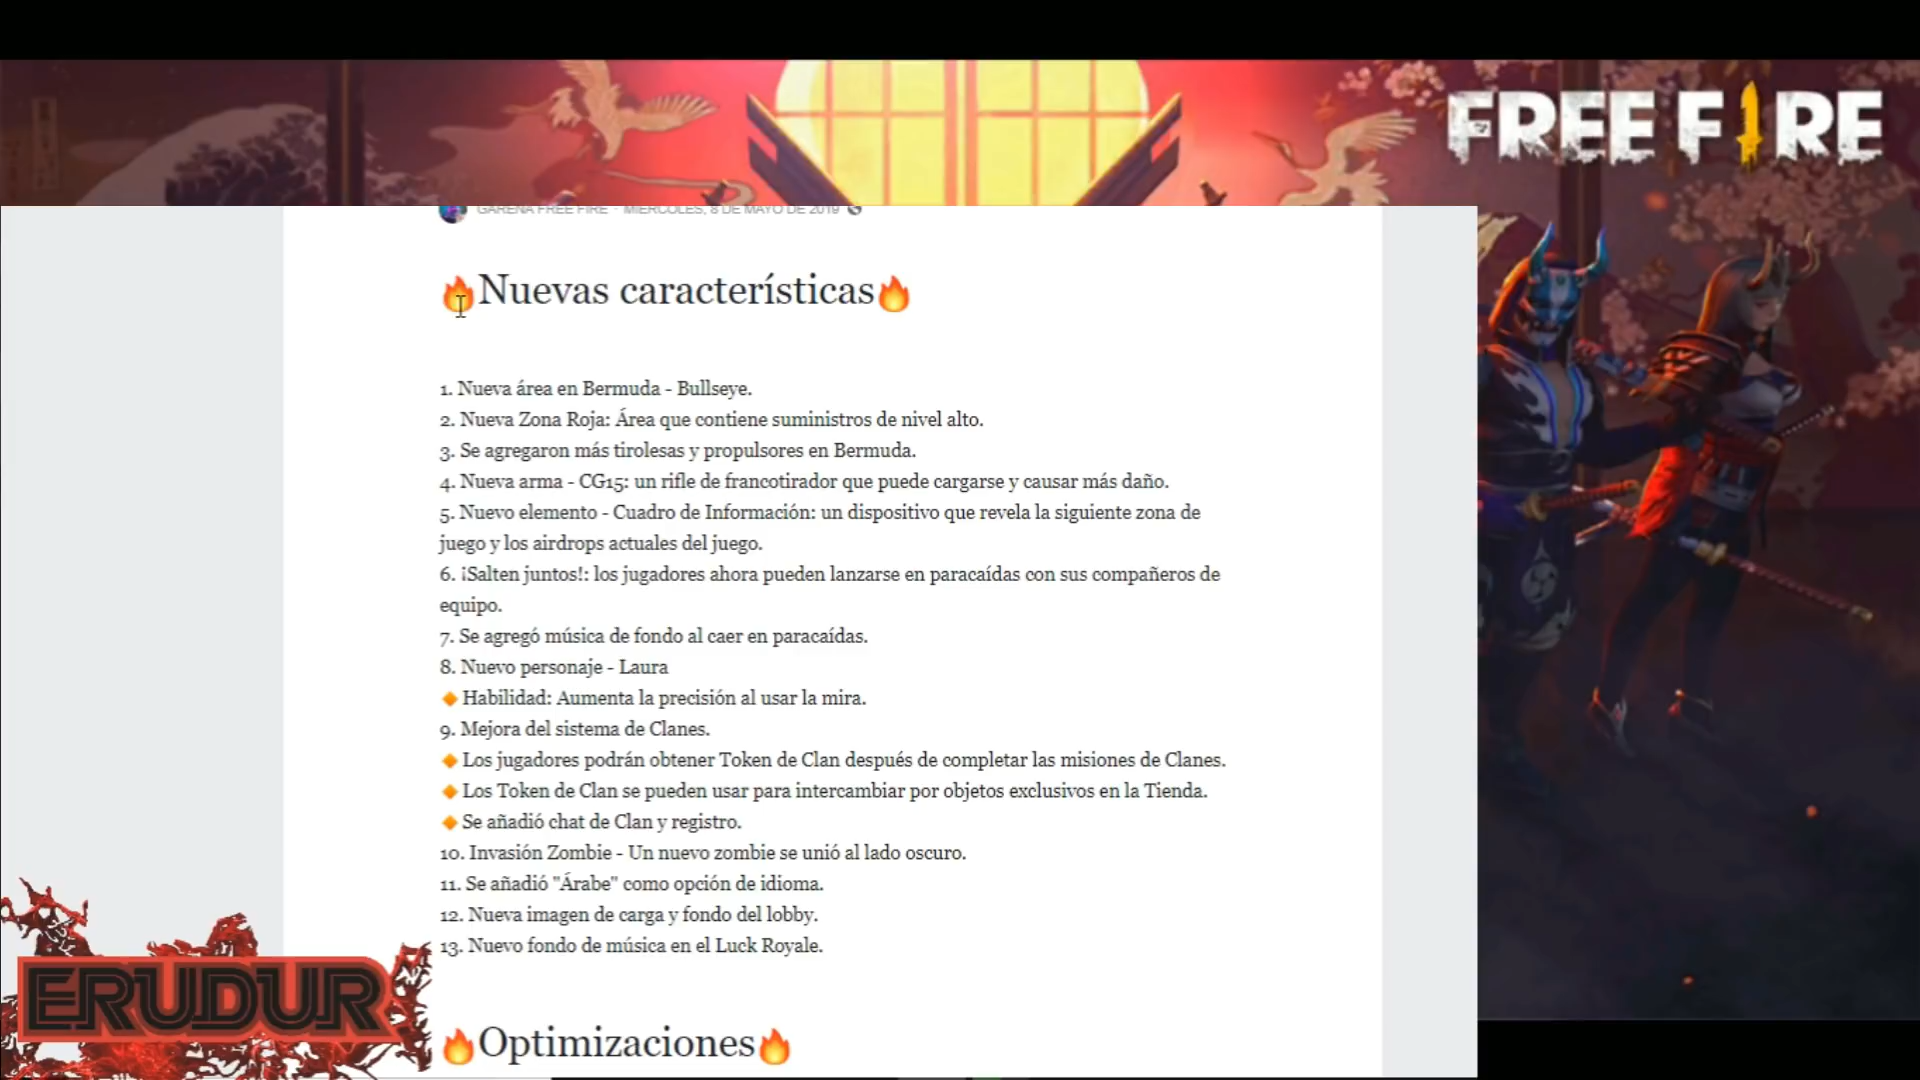 FREE FIRE
GARENA FREE FIRE · MIÉRCOLES, 8 DE MAYO DE 2019
🔥Nuevas características🔥
1. Nueva área en Bermuda - Bullseye.
2. Nueva Zona Roja: Área que contiene suministros de nivel alto.
3. Se agregaron más tirolesas y propulsores en Bermuda.
4. Nueva arma - CG15: un rifle de francotirador que puede cargarse y causar más daño.
5. Nuevo elemento - Cuadro de Información: un dispositivo que revela la siguiente zona de
juego y los airdrops actuales del juego.
6. ¡Salten juntos!: los jugadores ahora pueden lanzarse en paracaídas con sus compañeros de
equipo.
7. Se agregó música de fondo al caer en paracaídas.
8. Nuevo personaje - Laura
🔸Habilidad: Aumenta la precisión al usar la mira.
9. Mejora del sistema de Clanes.
🔸Los jugadores podrán obtener Token de Clan después de completar las misiones de Clanes.
🔸Los Token de Clan se pueden usar para intercambiar por objetos exclusivos en la Tienda.
🔸Se añadió chat de Clan y registro.
10. Invasión Zombie - Un nuevo zombie se unió al lado oscuro.
11. Se añadió "Árabe" como opción de idioma.
12. Nueva imagen de carga y fondo del lobby.
13. Nuevo fondo de música en el Luck Royale.
ERUDUR
🔥Optimizaciones🔥